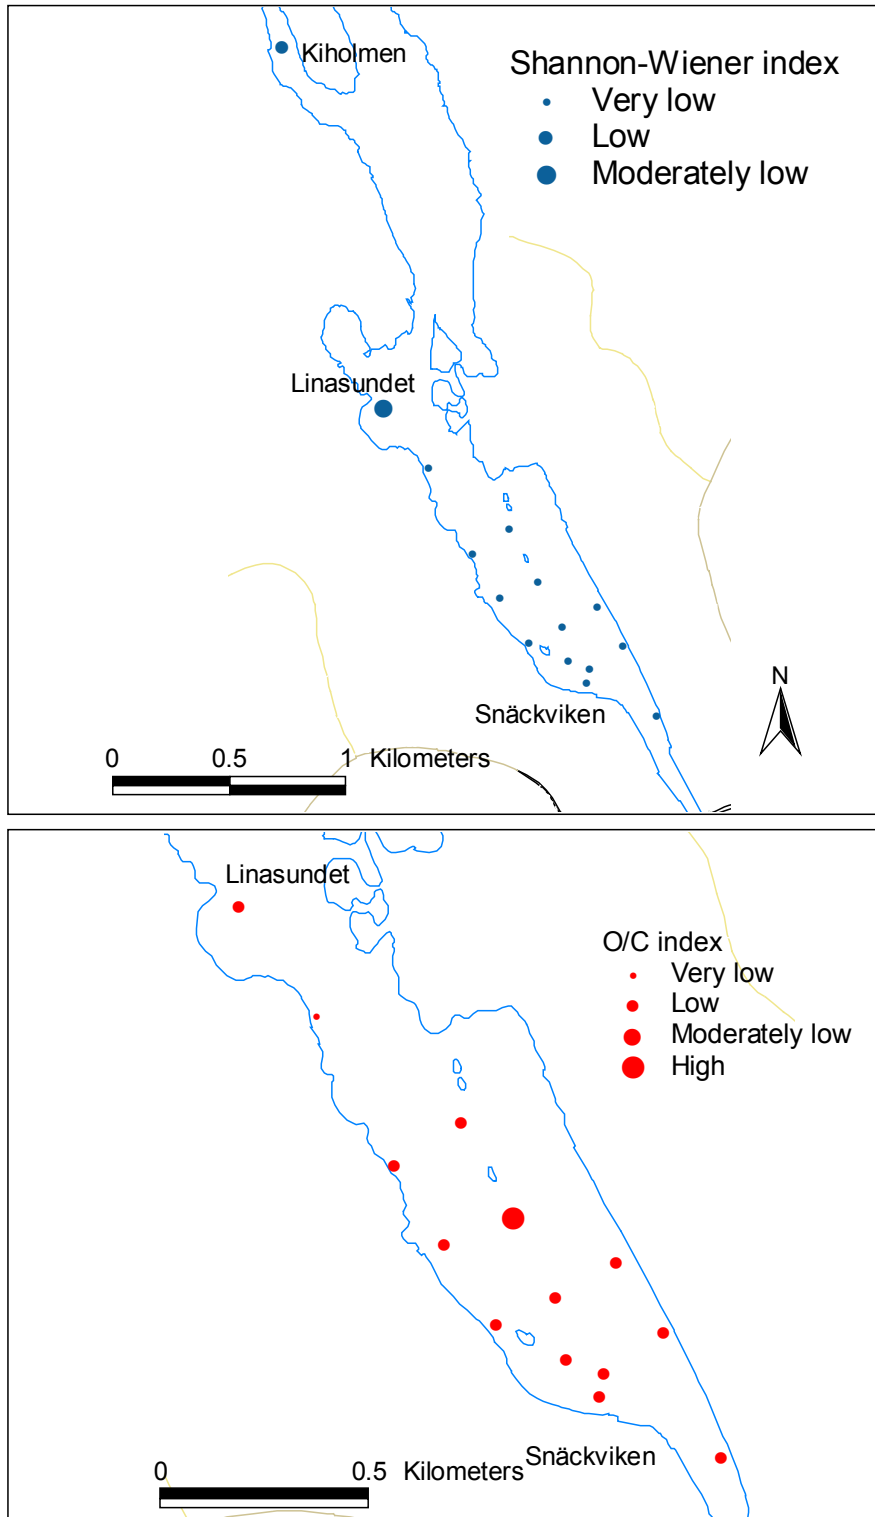 Kiholmen
Shannon-Wiener index
Very low
Low
Moderately low
Linasundet
Snäckviken
N
0 0.5 1 Kilometers
Linasundet
O/C index
Very low
Low
Moderately low
High
Snäckviken
0 0.5 Kilometers